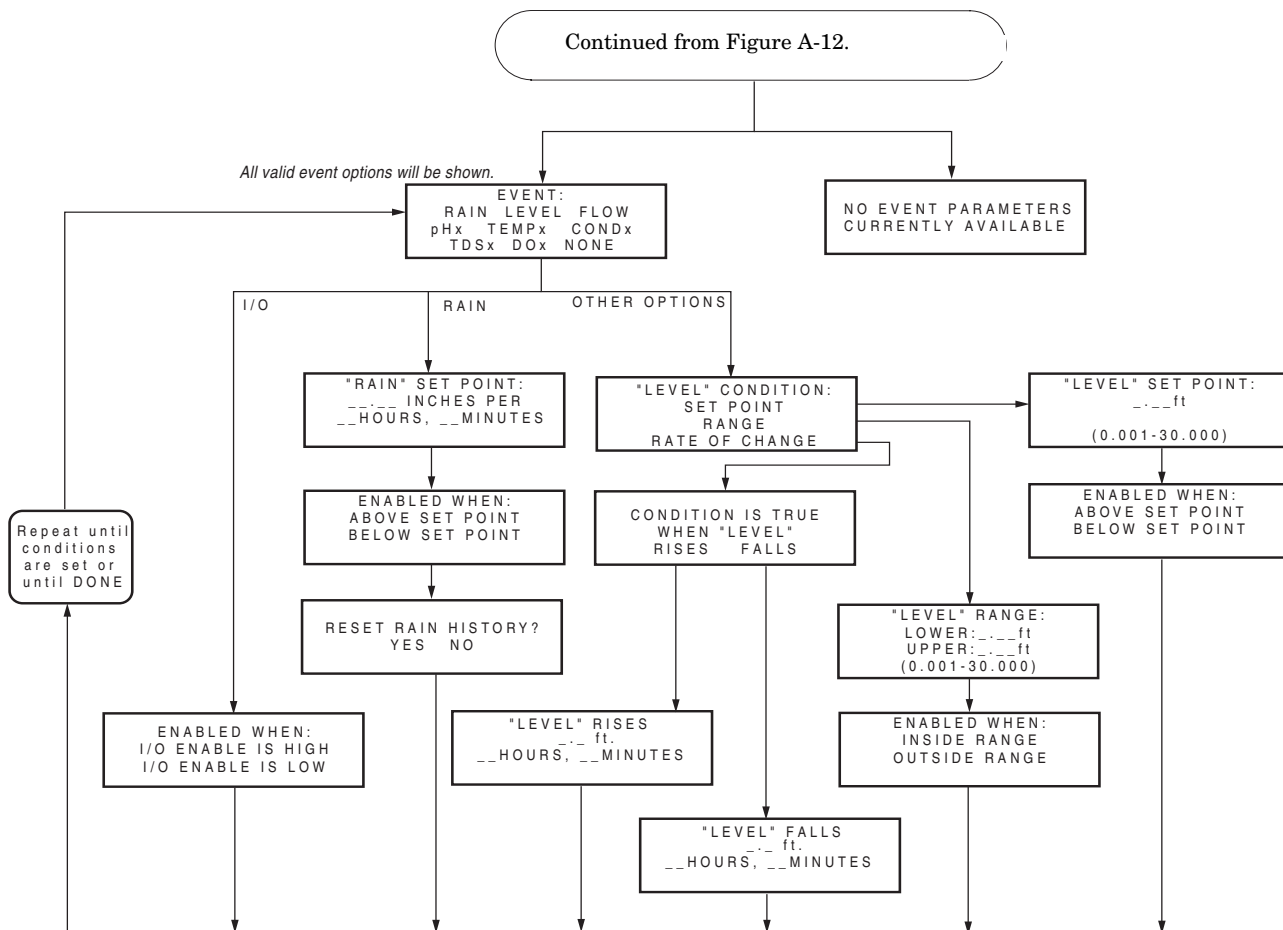 Continued from Figure A-12.
All valid event options will be shown.
EVENT:
RAIN LEVEL FLOW
pHx TEMPx CONDx
TDSx DOx NONE
NO EVENT PARAMETERS
CURRENTLY AVAILABLE
I/O
RAIN
OTHER OPTIONS
"RAIN" SET POINT:
__.__ INCHES PER
__HOURS, __MINUTES
"LEVEL" CONDITION:
SET POINT
RANGE
RATE OF CHANGE
"LEVEL" SET POINT:
_.__ft
(0.001-30.000)
ENABLED WHEN:
ABOVE SET POINT
BELOW SET POINT
CONDITION IS TRUE
WHEN "LEVEL"
RISES FALLS
ENABLED WHEN:
ABOVE SET POINT
BELOW SET POINT
Repeat until
conditions
are set or
until DONE
RESET RAIN HISTORY?
YES NO
"LEVEL" RANGE:
LOWER:_.__ft
UPPER:_.__ft
(0.001-30.000)
ENABLED WHEN:
I/O ENABLE IS HIGH
I/O ENABLE IS LOW
"LEVEL" RISES
_._ ft.
__HOURS, __MINUTES
ENABLED WHEN:
INSIDE RANGE
OUTSIDE RANGE
"LEVEL" FALLS
_._ ft.
__HOURS, __MINUTES